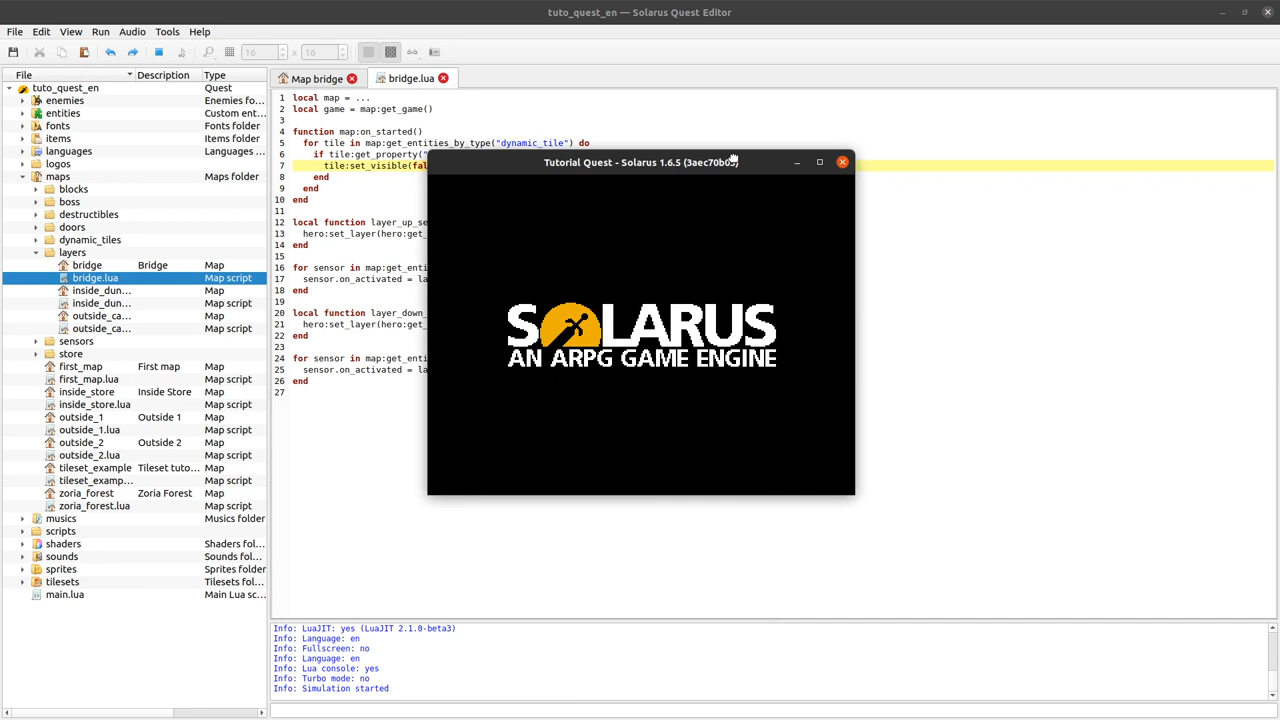 tuto_quest_en — Solarus Quest Editor
File Edit View Run Audio Tools Help
16 x 16
File Description Type
tuto_quest_en Quest
enemies Enemies fo...
entities Custom ent...
fonts Fonts folder
items Items folder
languages Languages ...
logos
maps Maps folder
blocks
boss
destructibles
doors
dynamic_tiles
layers
bridge Bridge Map
bridge.lua Map script
inside_dun... Map
inside_dun... Map script
outside_ca... Map
outside_ca... Map script
sensors
store
first_map First map Map
first_map.lua Map script
inside_store Inside Store Map
inside_store.lua Map script
outside_1 Outside 1 Map
outside_1.lua Map script
outside_2 Outside 2 Map
outside_2.lua Map script
tileset_example Tileset tuto... Map
tileset_examp... Map script
zoria_forest Zoria Forest Map
zoria_forest.lua Map script
musics Musics folder
scripts
shaders Shaders fol...
sounds Sounds fol...
sprites Sprites folder
tilesets Tilesets fol...
main.lua Main Lua sc...
Map bridge bridge.lua
1 local map = ...
2 local game = map:get_game()
3
4 function map:on_started()
5 for tile in map:get_entities_by_type("dynamic_tile") do
6 if tile:get_property("
7 tile:set_visible(fal
8 end
9 end
10 end
11
12 local function layer_up_se
13 hero:set_layer(hero:get_
14 end
15
16 for sensor in map:get_enti
17 sensor.on_activated = la
18 end
19
20 local function layer_down_
21 hero:set_layer(hero:get_
22 end
23
24 for sensor in map:get_enti
25 sensor.on_activated = la
26 end
27
Tutorial Quest - Solarus 1.6.5 (3aec70b0
SOLARUS
AN ARPG GAME ENGINE
Info: LuaJIT: yes (LuaJIT 2.1.0-beta3)
Info: Language: en
Info: Fullscreen: no
Info: Language: en
Info: Lua console: yes
Info: Turbo mode: no
Info: Simulation started